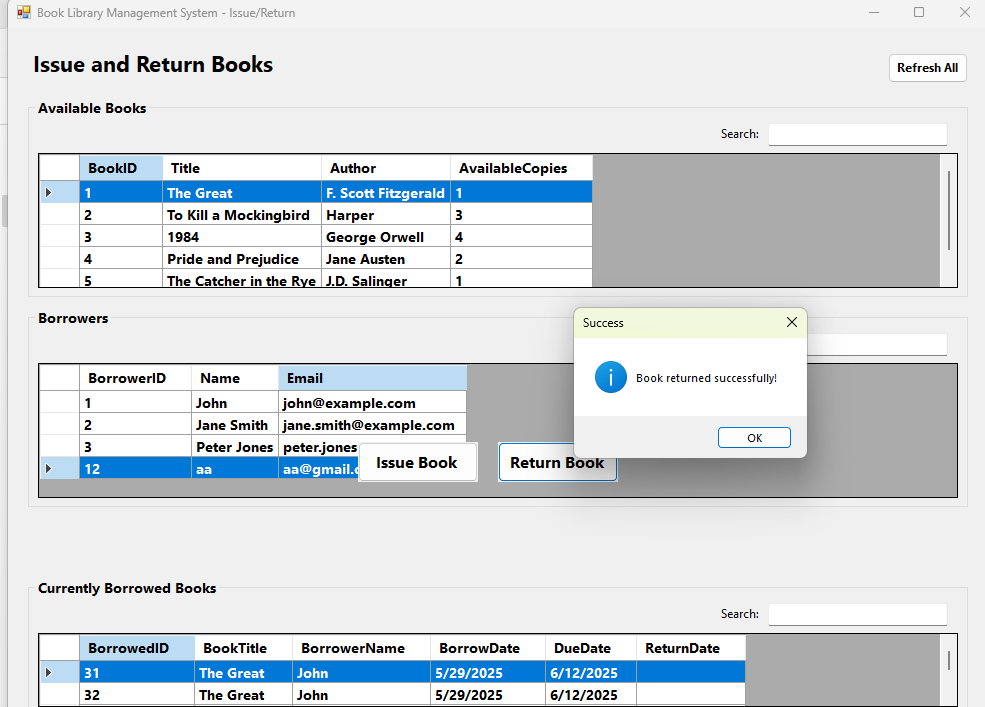 Book Library Management System - Issue/Return
Issue and Return Books
Refresh All
Available Books
Search:
BookID Title Author AvailableCopies
1 The Great F. Scott Fitzgerald 1
2 To Kill a Mockingbird Harper 3
3 1984 George Orwell 4
4 Pride and Prejudice Jane Austen 2
5 The Catcher in the Rye J.D. Salinger 1
Borrowers
BorrowerID Name Email
1 John john@example.com
2 Jane Smith jane.smith@example.com
3 Peter Jones peter.jones
12 aa aa@gmail.c
Issue Book
Return Book
Success
Book returned successfully!
OK
Currently Borrowed Books
Search:
BorrowedID BookTitle BorrowerName BorrowDate DueDate ReturnDate
31 The Great John 5/29/2025 6/12/2025
32 The Great John 5/29/2025 6/12/2025